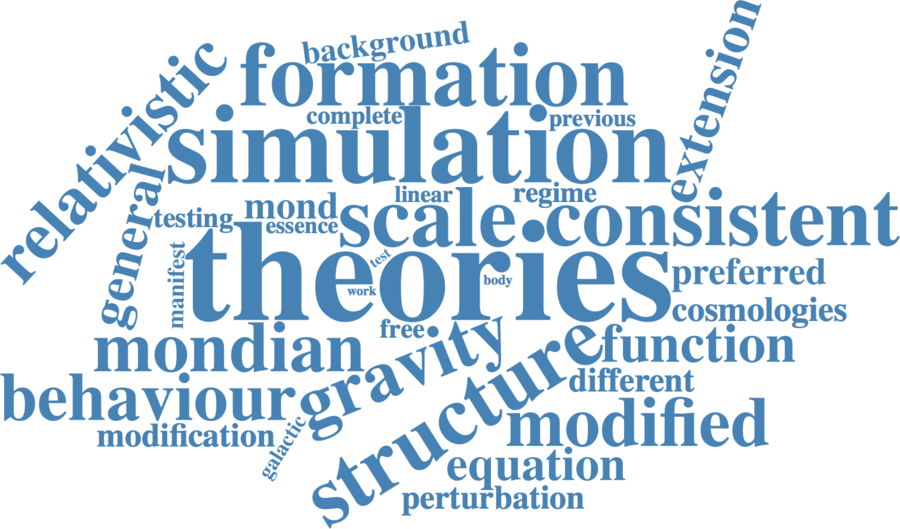 background
extension
formation
relativistic
complete
previous
simulation
general
linear
regime
testing
mond
essence
scale
consistent
manifest
theories
test
work
body
preferred
cosmologies
free
mondian
gravity
structure
function
behaviour
different
modification
galactic
modified
equation
perturbation